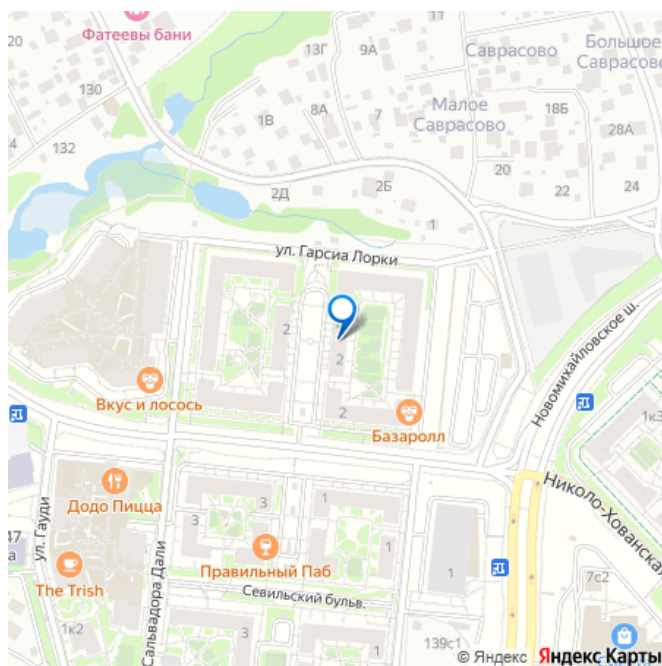 Фатеевы бани
20
130
132
4
13Г
9А
1В
8А
7
2Д
2Б
1
Саврасово
Большое
Саврасово
Малое
Саврасово
18Б
28А
20
22
24
ул. Гарсиа Лорки
2
2
2
Вкус и лосось
Базаролл
Новомихайловское ш.
1к3
Николо-Хованская
Додо Пицца
ул. Гауди
47
а
The Trish
1к2
Сальвадора Дали
3
3
3
1
1
Правильный Паб
Севильский бульв.
1
139с1
7с2
© Яндекс Яндекс Карты